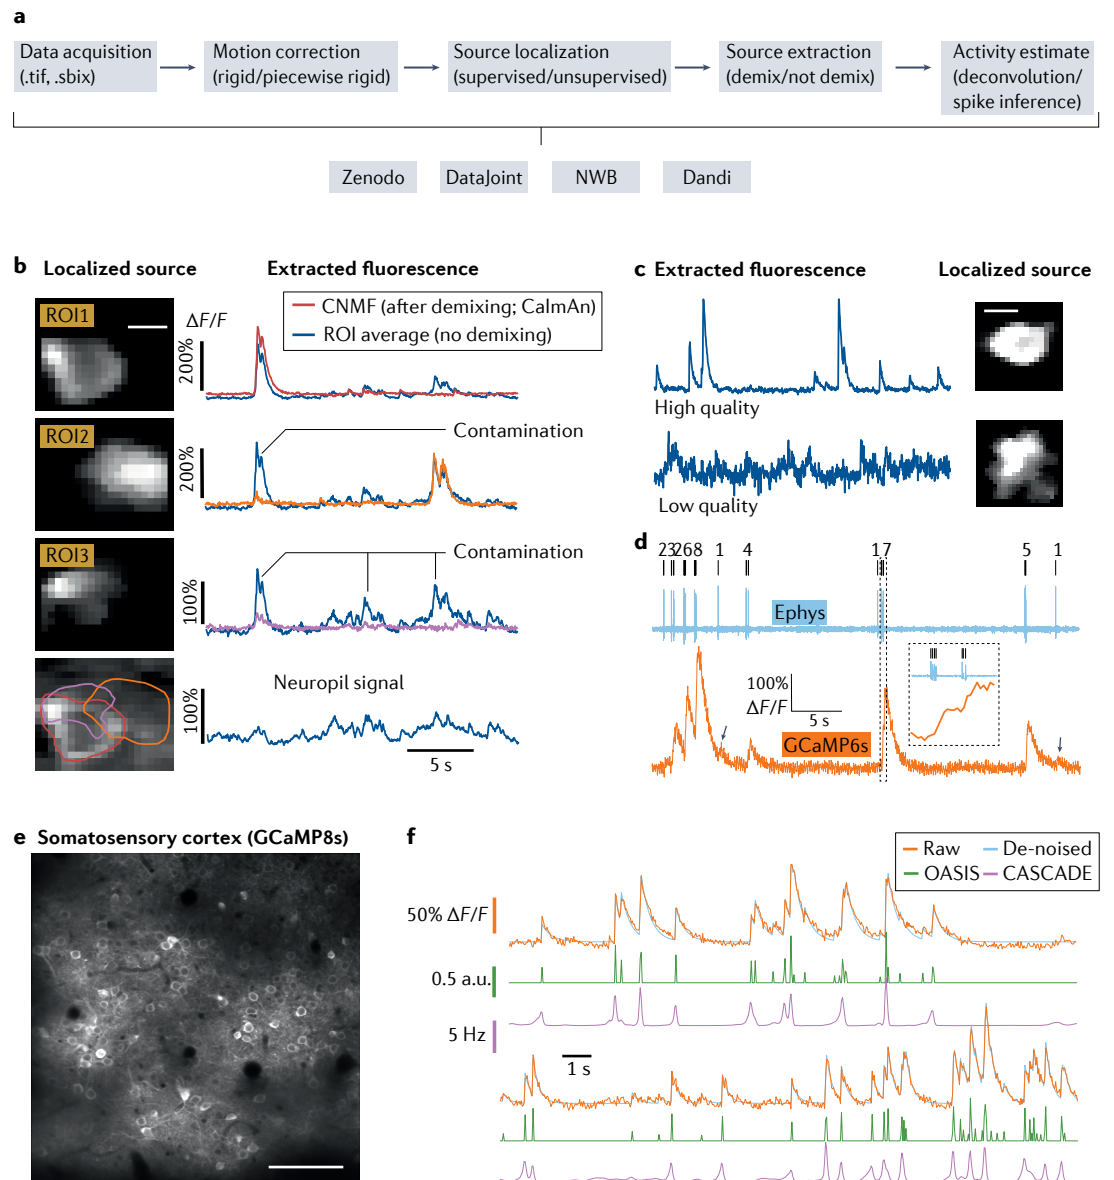 a
Data acquisition
(.tif, .sbix)
Motion correction
(rigid/piecewise rigid)
Source localization
(supervised/unsupervised)
Source extraction
(demix/not demix)
Activity estimate
(deconvolution/
spike inference)
Zenodo
DataJoint
NWB
Dandi
b
Localized source
Extracted fluorescence
CNMF (after demixing; CaImAn)
ROI average (no demixing)
ROI1
ΔF/F
200%
ROI2
200%
Contamination
ROI3
100%
Contamination
100%
Neuropil signal
5 s
c
Extracted fluorescence
Localized source
High quality
Low quality
d
23268 1 4 17 5 1
Ephys
100%
ΔF/F
5 s
GCaMP6s
e Somatosensory cortex (GCaMP8s)
f
Raw
De-noised
OASIS
CASCADE
50% ΔF/F
0.5 a.u.
5 Hz
1 s